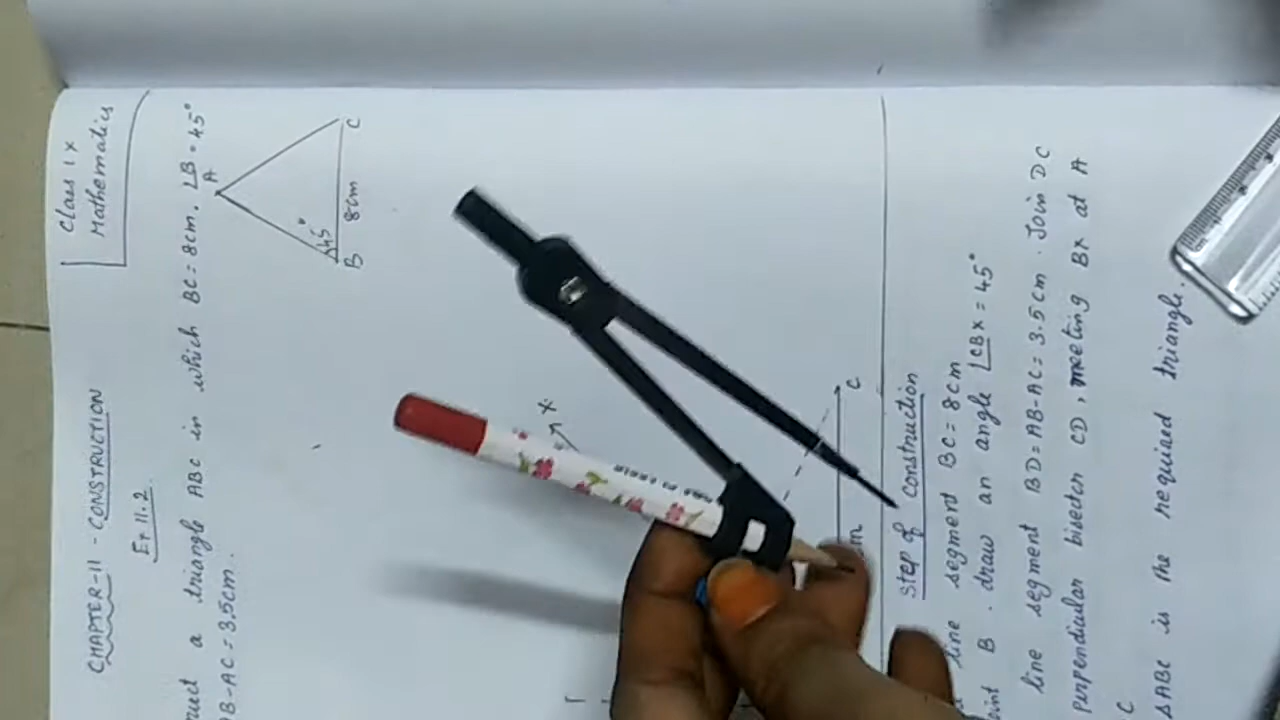 Class IX
Mathematics
CHAPTER-11 - CONSTRUCTION
Ex 11.2
a triangle ABC in which BC = 8cm. ∠B = 45°
AB-AC = 3.5cm.
A
45°
B 8cm C
X
C
Step of construction
line segment BC = 8cm
B. draw an angle ∠CBX = 45°
line segment BD = AB-AC = 3.5cm. Join DC
perpendicular bisector CD, meeting BX at A
C
ΔABC is the required triangle.